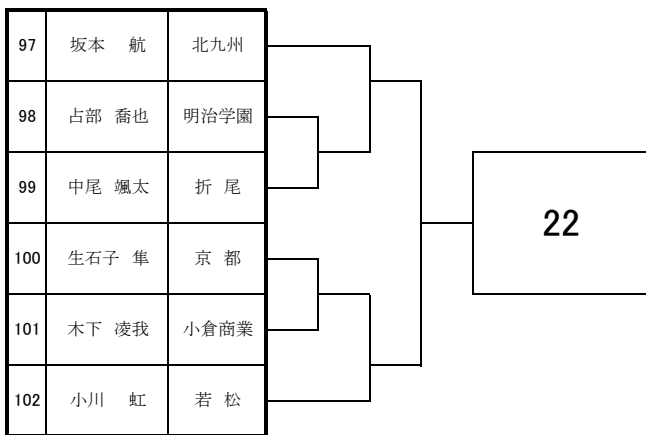 97 坂本 航 北九州
98 占部 喬也 明治学園
99 中尾 颯太 折 尾
100 生石子 隼 京 都
101 木下 凌我 小倉商業
102 小川 虹 若 松
22